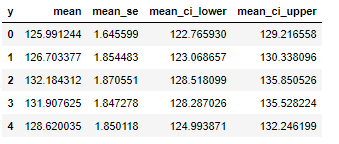 y mean mean_se mean_ci_lower mean_ci_upper
0 125.991244 1.645599 122.765930 129.216558
1 126.703377 1.854483 123.068657 130.338096
2 132.184312 1.870551 128.518099 135.850526
3 131.907625 1.847278 128.287026 135.528224
4 128.620035 1.850118 124.993871 132.246199